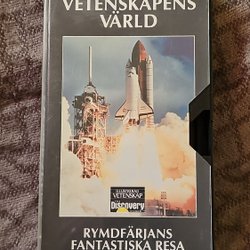 VETENSKAPENS
VÄRLD
ILLUSTRERAD
VETENSKAP
Discovery
RYMDFÄRJANS
FANTASTISKA RESA